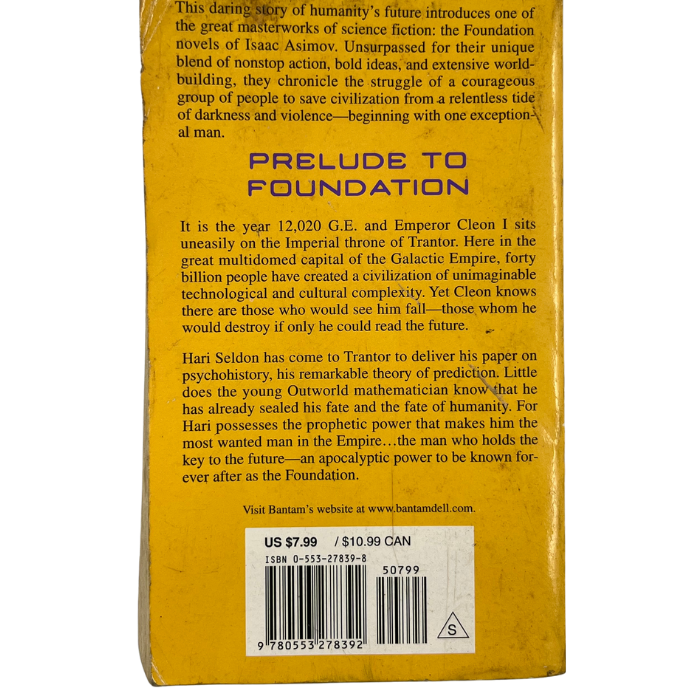 This daring story of humanity's future introduces one of
the great masterworks of science fiction: the Foundation
novels of Isaac Asimov. Unsurpassed for their unique
blend of nonstop action, bold ideas, and extensive world-
building, they chronicle the struggle of a courageous
group of people to save civilization from a relentless tide
of darkness and violence—beginning with one exception-
al man.
PRELUDE TO
FOUNDATION
It is the year 12,020 G.E. and Emperor Cleon I sits
uneasily on the Imperial throne of Trantor. Here in the
great multidomed capital of the Galactic Empire, forty
billion people have created a civilization of unimaginable
technological and cultural complexity. Yet Cleon knows
there are those who would see him fall—those whom he
would destroy if only he could read the future.
Hari Seldon has come to Trantor to deliver his paper on
psychohistory, his remarkable theory of prediction. Little
does the young Outworld mathematician know that he
has already sealed his fate and the fate of humanity. For
Hari possesses the prophetic power that makes him the
most wanted man in the Empire…the man who holds the
key to the future—an apocalyptic power to be known for-
ever after as the Foundation.
Visit Bantam's website at www.bantamdell.com.
US $7.99 / $10.99 CAN
ISBN 0-553-27839-8
50799
S
9 780553 278392